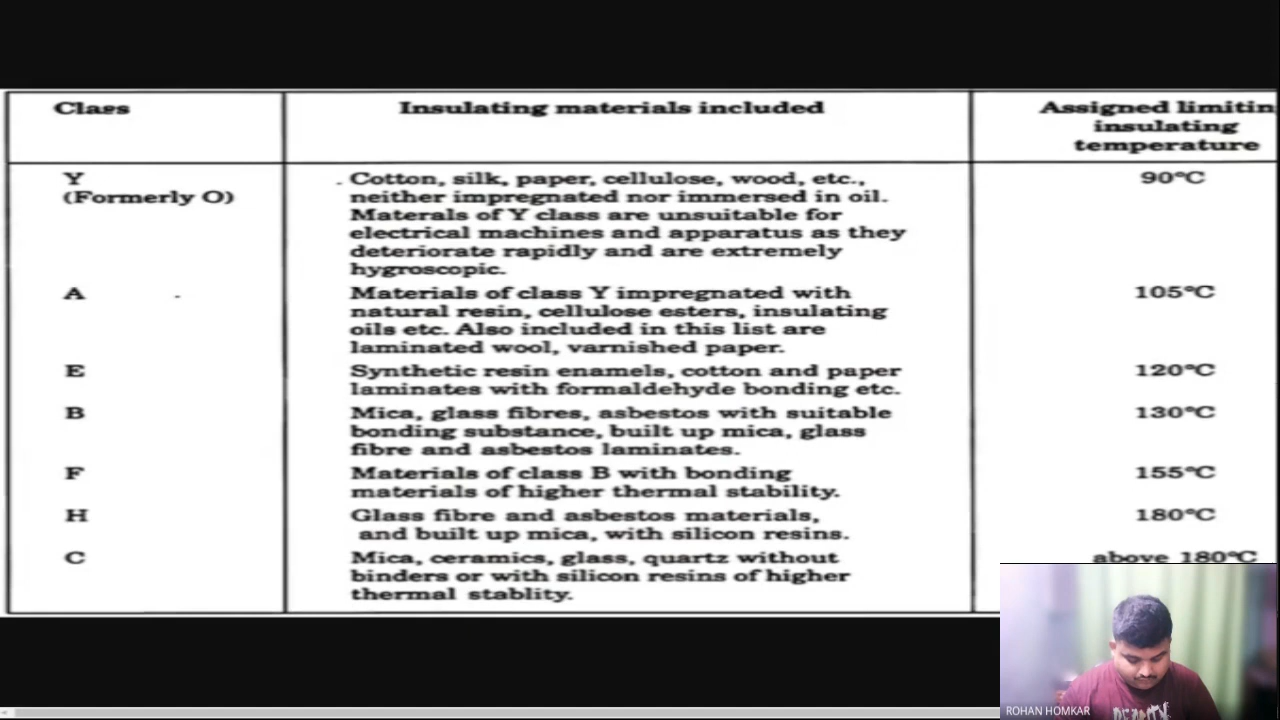 Class
Insulating materials included
Assigned limitin
insulating
temperature
Y
(Formerly O)
Cotton, silk, paper, cellulose, wood, etc.,
neither impregnated nor immersed in oil.
Materals of Y class are unsuitable for
electrical machines and apparatus as they
deteriorate rapidly and are extremely
hygroscopic.
90°C
A
Materials of class Y impregnated with
natural resin, cellulose esters, insulating
oils etc. Also included in this list are
laminated wool, varnished paper.
105°C
E
Synthetic resin enamels, cotton and paper
laminates with formaldehyde bonding etc.
120°C
B
Mica, glass fibres, asbestos with suitable
bonding substance, built up mica, glass
fibre and asbestos laminates.
130°C
F
Materials of class B with bonding
materials of higher thermal stability.
155°C
H
Glass fibre and asbestos materials,
and built up mica, with silicon resins.
180°C
C
Mica, ceramics, glass, quartz without
binders or with silicon resins of higher
thermal stablity.
above 180°C
ROHAN HOMKAR